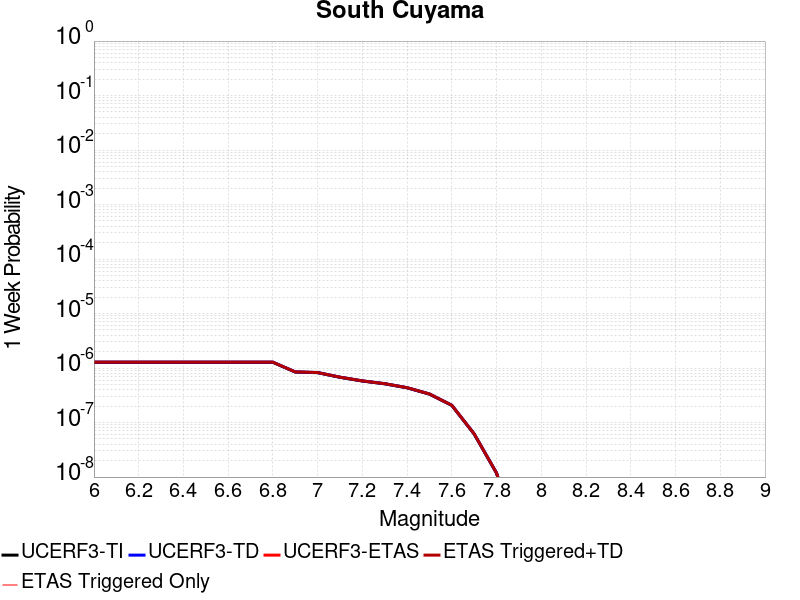 South Cuyama
10^0
10^-1
10^-2
10^-3
10^-4
10^-5
10^-6
10^-7
10^-8
1 Week Probability
6 6.2 6.4 6.6 6.8 7 7.2 7.4 7.6 7.8 8 8.2 8.4 8.6 8.8 9
Magnitude
UCERF3-TI UCERF3-TD UCERF3-ETAS ETAS Triggered+TD
ETAS Triggered Only